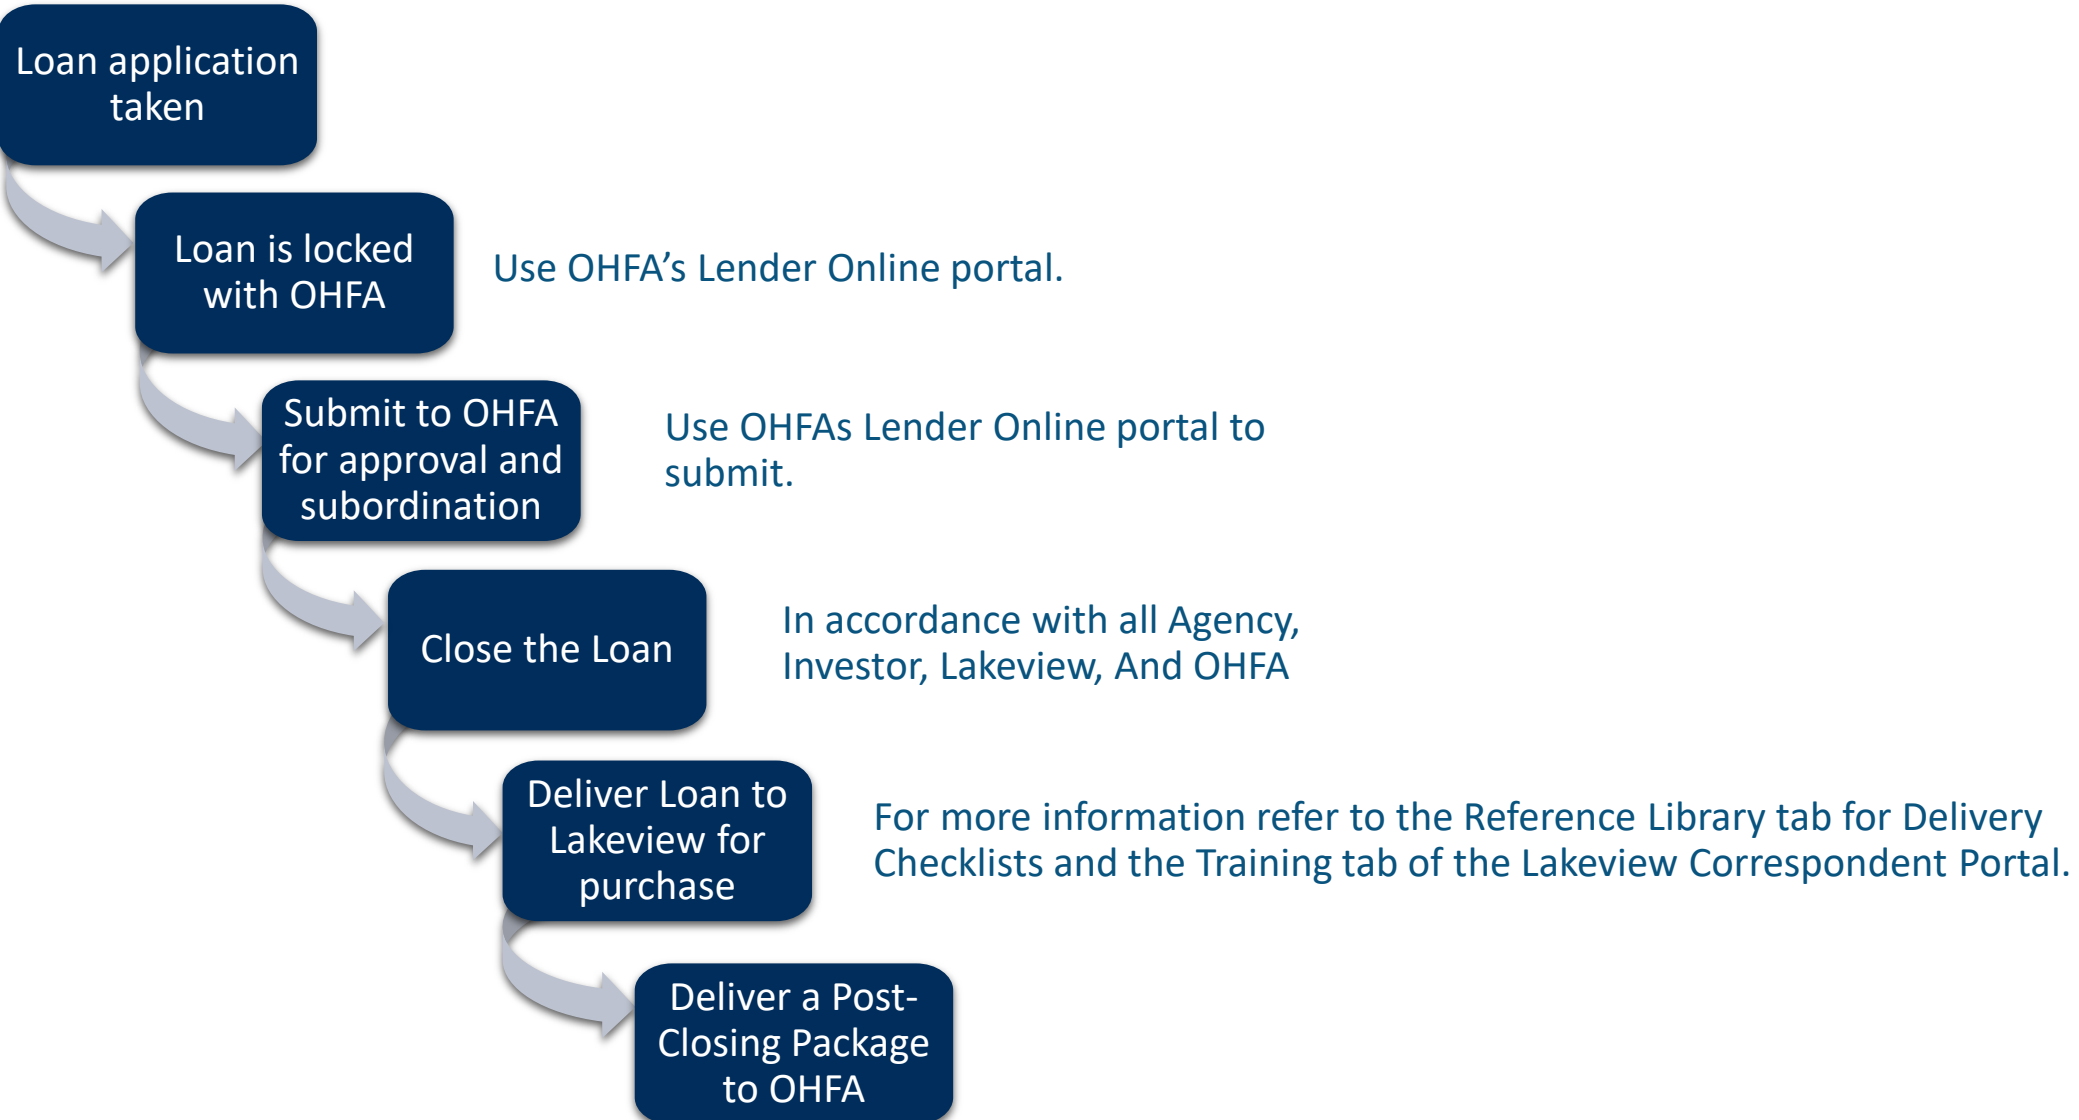 Loan application
taken
Loan is locked
with OHFA
Use OHFA’s Lender Online portal.
Submit to OHFA
for approval and
subordination
Use OHFAs Lender Online portal to
submit.
Close the Loan
In accordance with all Agency,
Investor, Lakeview, And OHFA
Deliver Loan to
Lakeview for
purchase
For more information refer to the Reference Library tab for Delivery
Checklists and the Training tab of the Lakeview Correspondent Portal.
Deliver a Post-
Closing Package
to OHFA